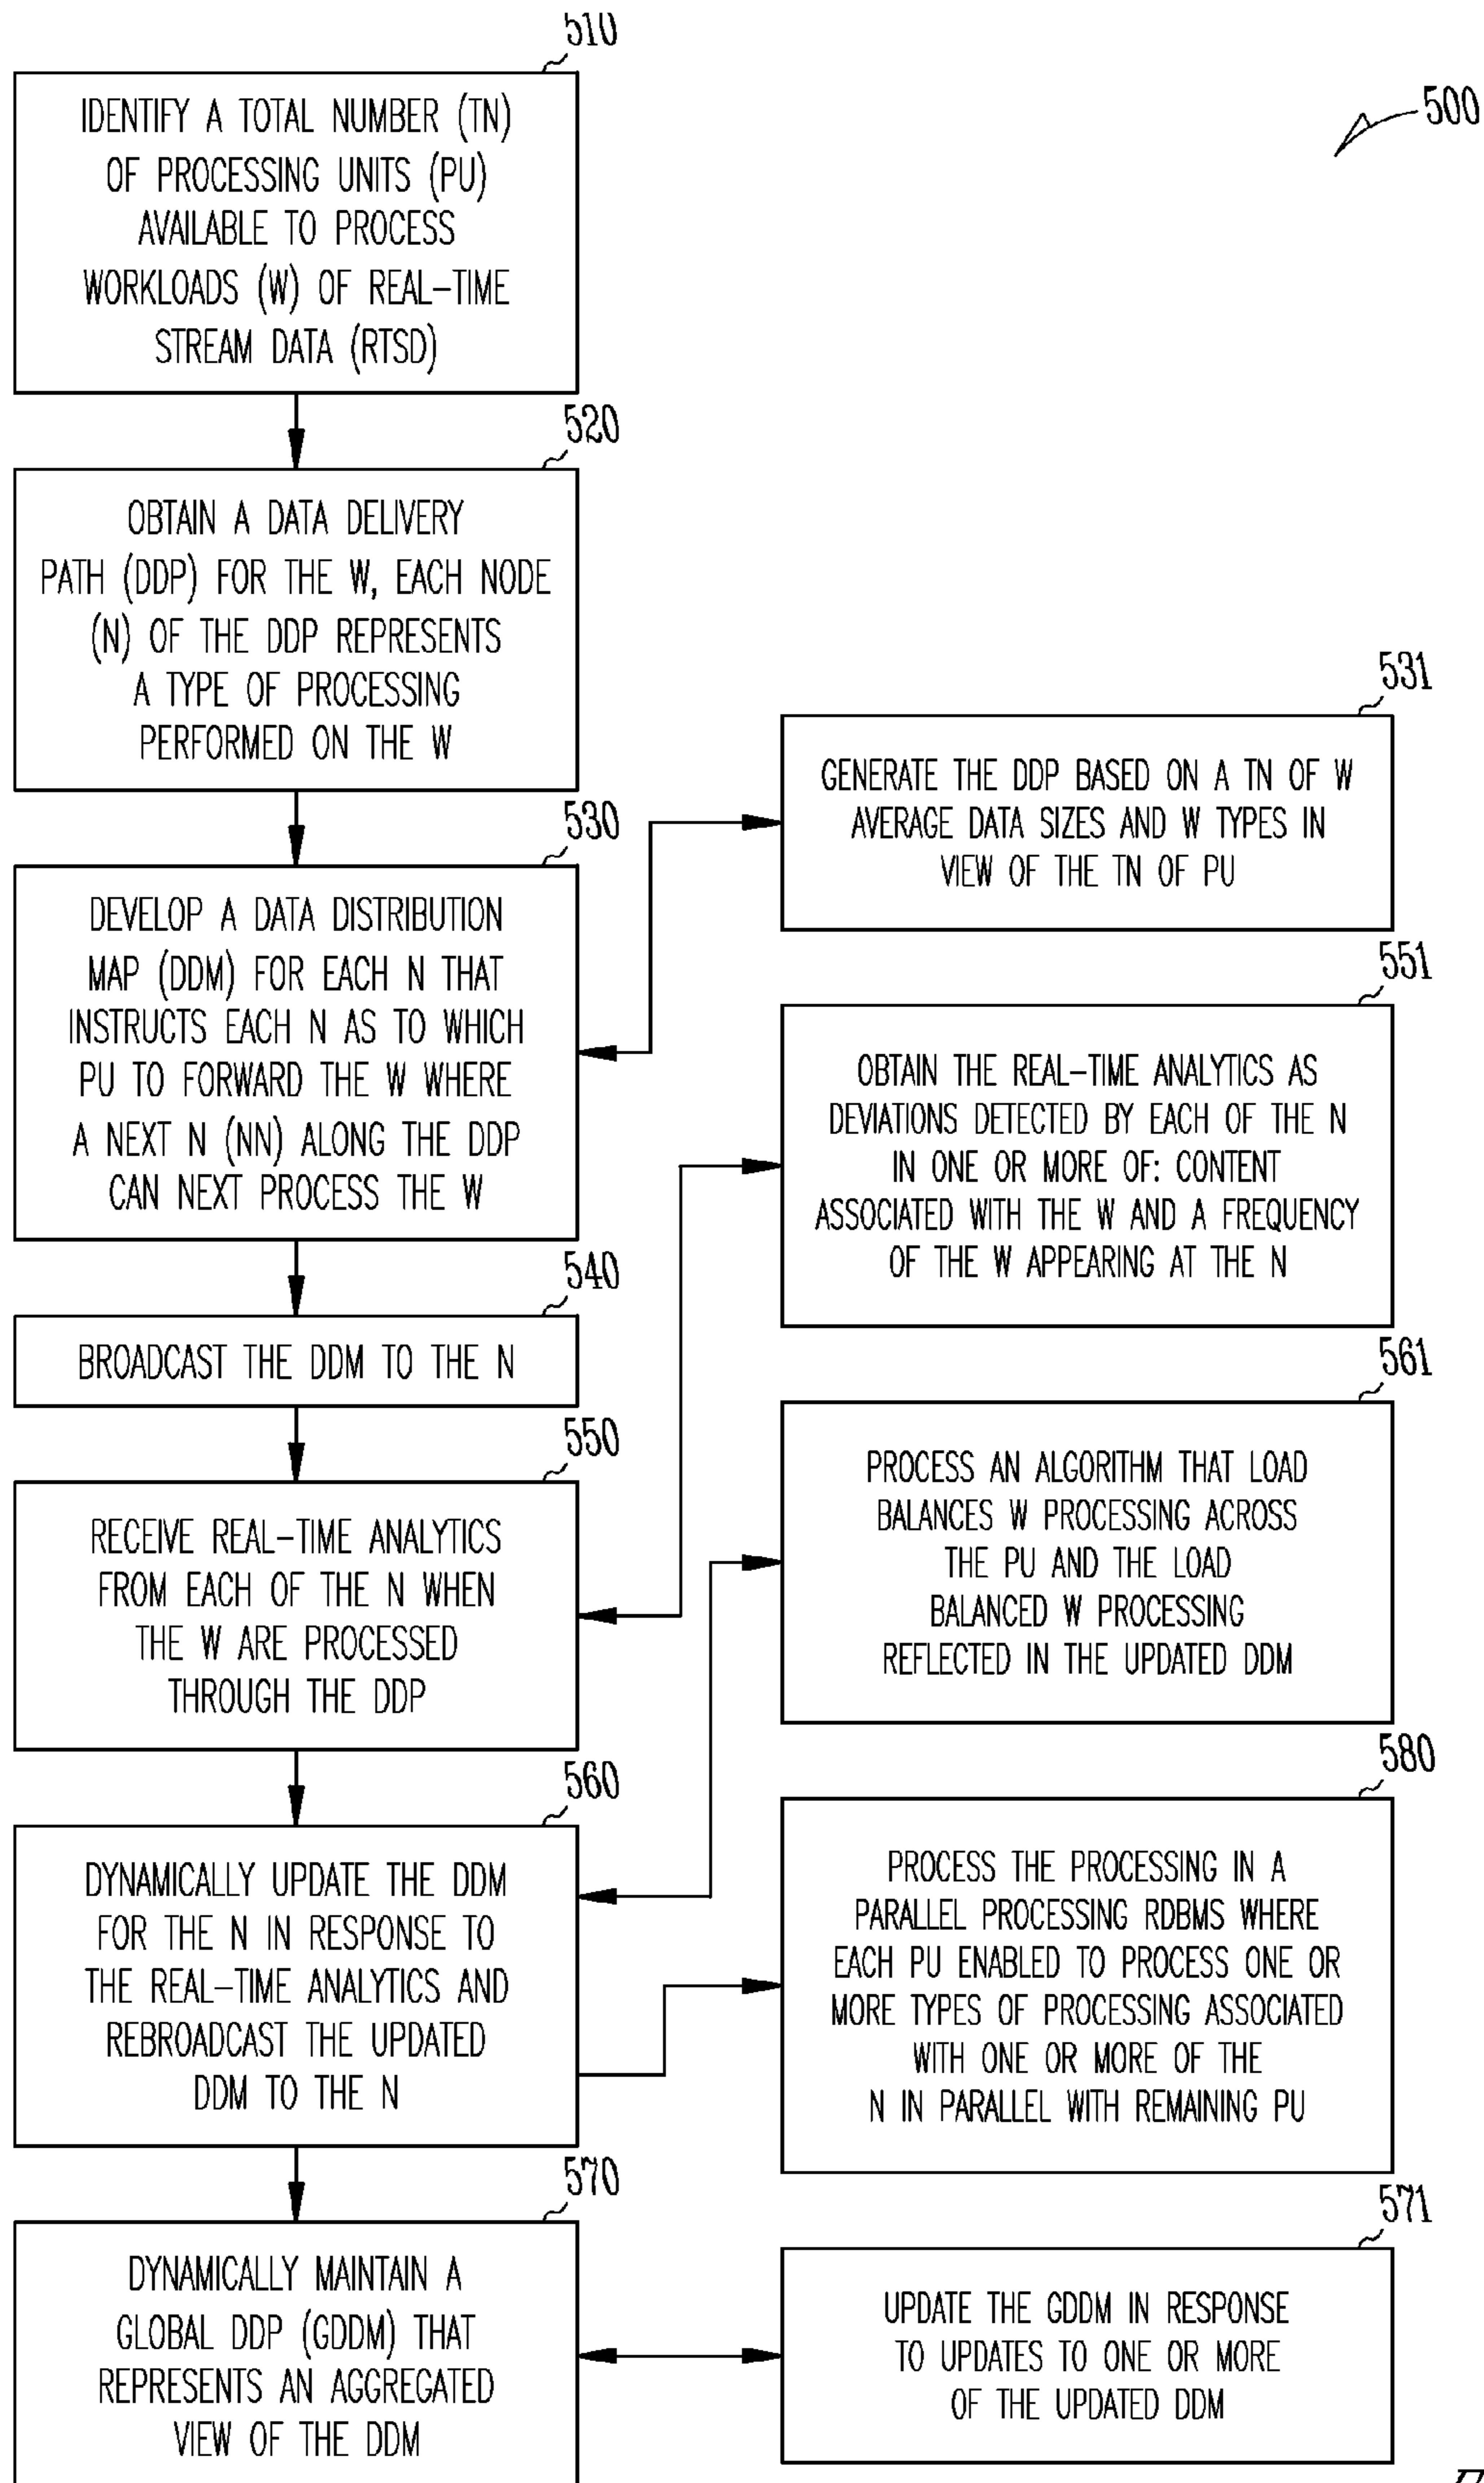 510
IDENTIFY A TOTAL NUMBER (TN)
OF PROCESSING UNITS (PU)
AVAILABLE TO PROCESS
WORKLOADS (W) OF REAL-TIME
STREAM DATA (RTSD)
500
520
OBTAIN A DATA DELIVERY
PATH (DDP) FOR THE W, EACH NODE
(N) OF THE DDP REPRESENTS
A TYPE OF PROCESSING
PERFORMED ON THE W
530
DEVELOP A DATA DISTRIBUTION
MAP (DDM) FOR EACH N THAT
INSTRUCTS EACH N AS TO WHICH
PU TO FORWARD THE W WHERE
A NEXT N (NN) ALONG THE DDP
CAN NEXT PROCESS THE W
531
GENERATE THE DDP BASED ON A TN OF W
AVERAGE DATA SIZES AND W TYPES IN
VIEW OF THE TN OF PU
540
BROADCAST THE DDM TO THE N
550
RECEIVE REAL-TIME ANALYTICS
FROM EACH OF THE N WHEN
THE W ARE PROCESSED
THROUGH THE DDP
551
OBTAIN THE REAL-TIME ANALYTICS AS
DEVIATIONS DETECTED BY EACH OF THE N
IN ONE OR MORE OF: CONTENT
ASSOCIATED WITH THE W AND A FREQUENCY
OF THE W APPEARING AT THE N
560
DYNAMICALLY UPDATE THE DDM
FOR THE N IN RESPONSE TO
THE REAL-TIME ANALYTICS AND
REBROADCAST THE UPDATED
DDM TO THE N
561
PROCESS AN ALGORITHM THAT LOAD
BALANCES W PROCESSING ACROSS
THE PU AND THE LOAD
BALANCED W PROCESSING
REFLECTED IN THE UPDATED DDM
580
PROCESS THE PROCESSING IN A
PARALLEL PROCESSING RDBMS WHERE
EACH PU ENABLED TO PROCESS ONE OR
MORE TYPES OF PROCESSING ASSOCIATED
WITH ONE OR MORE OF THE
N IN PARALLEL WITH REMAINING PU
570
DYNAMICALLY MAINTAIN A
GLOBAL DDP (GDDM) THAT
REPRESENTS AN AGGREGATED
VIEW OF THE DDM
571
UPDATE THE GDDM IN RESPONSE
TO UPDATES TO ONE OR MORE
OF THE UPDATED DDM